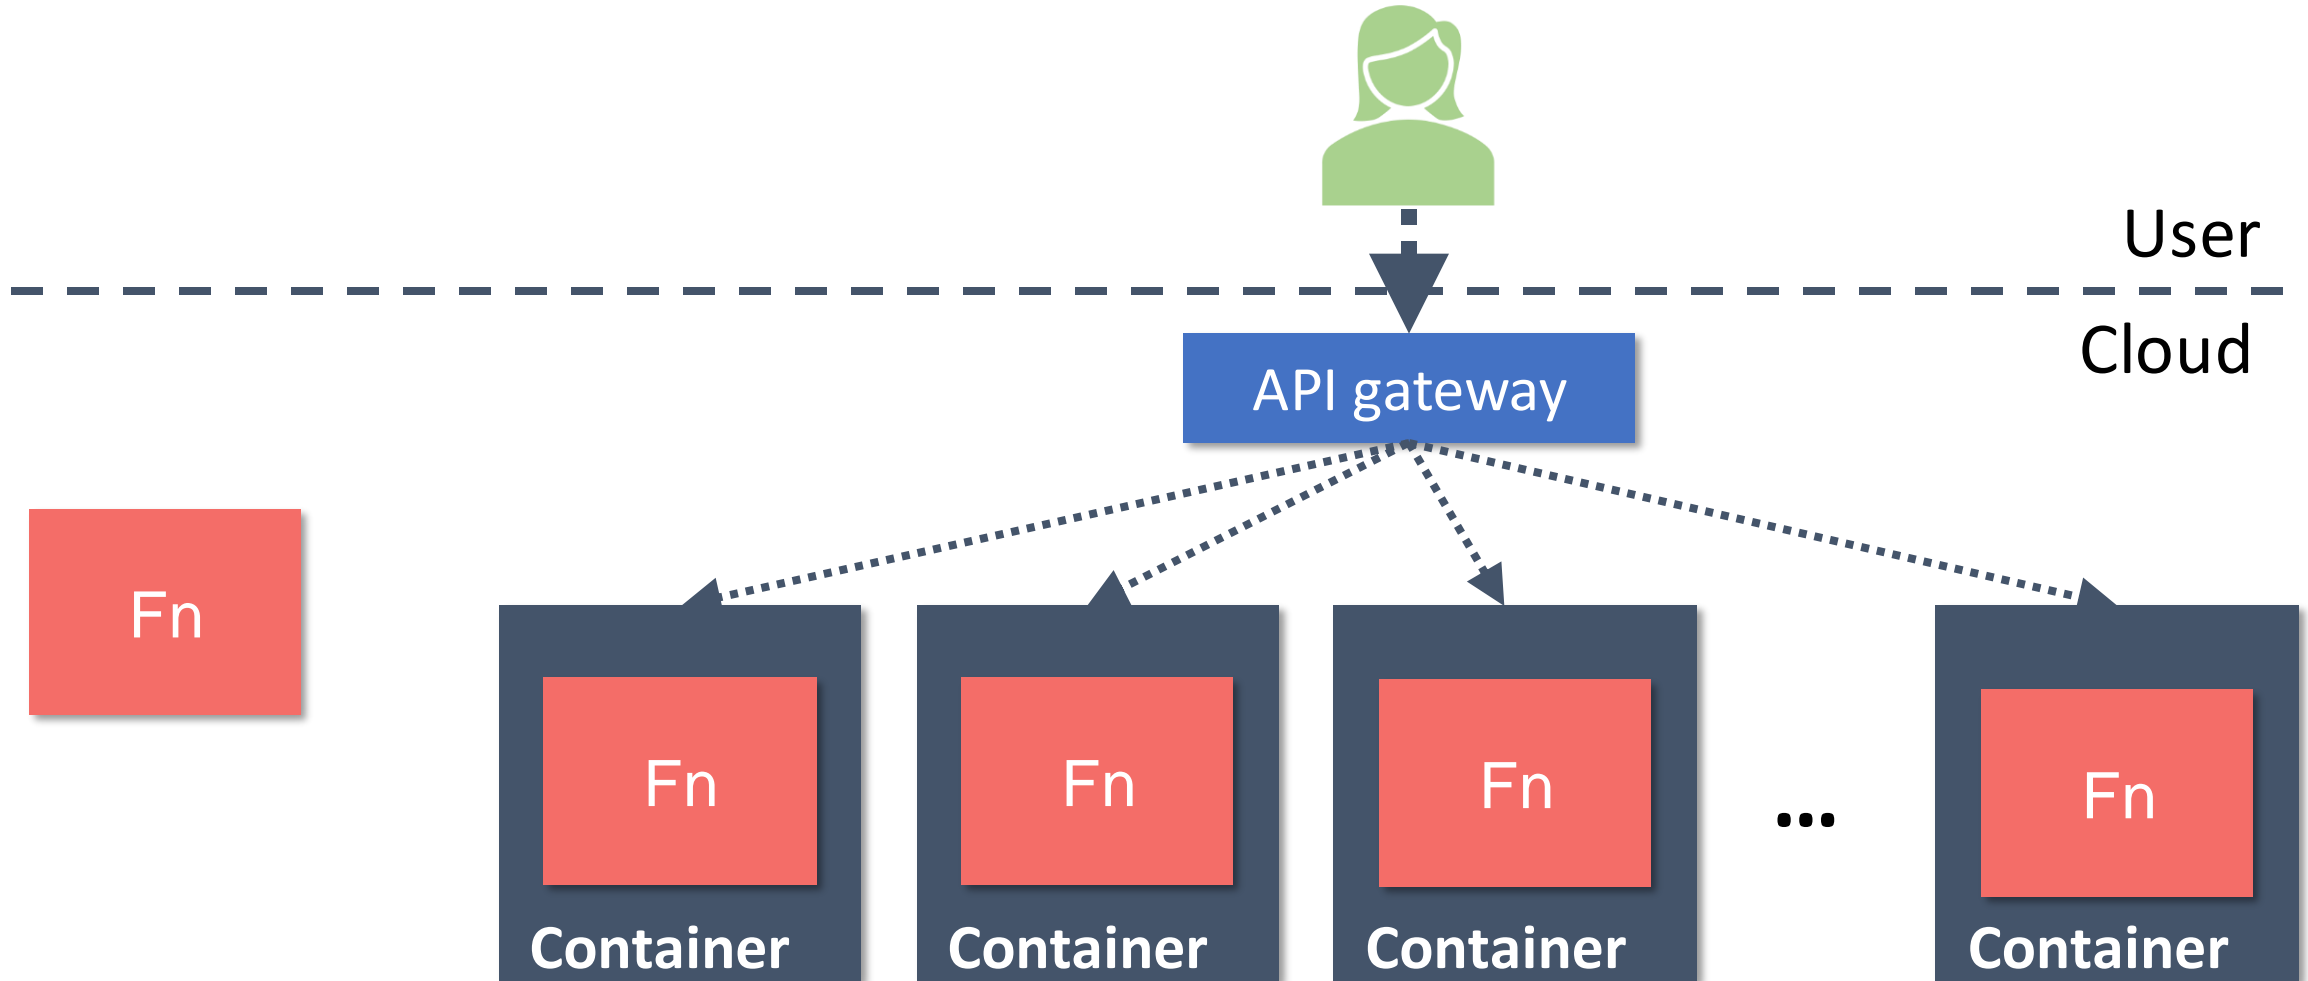 User
Cloud
API gateway
Fn
Fn
Fn
Fn
...
Fn
Container
Container
Container
Container